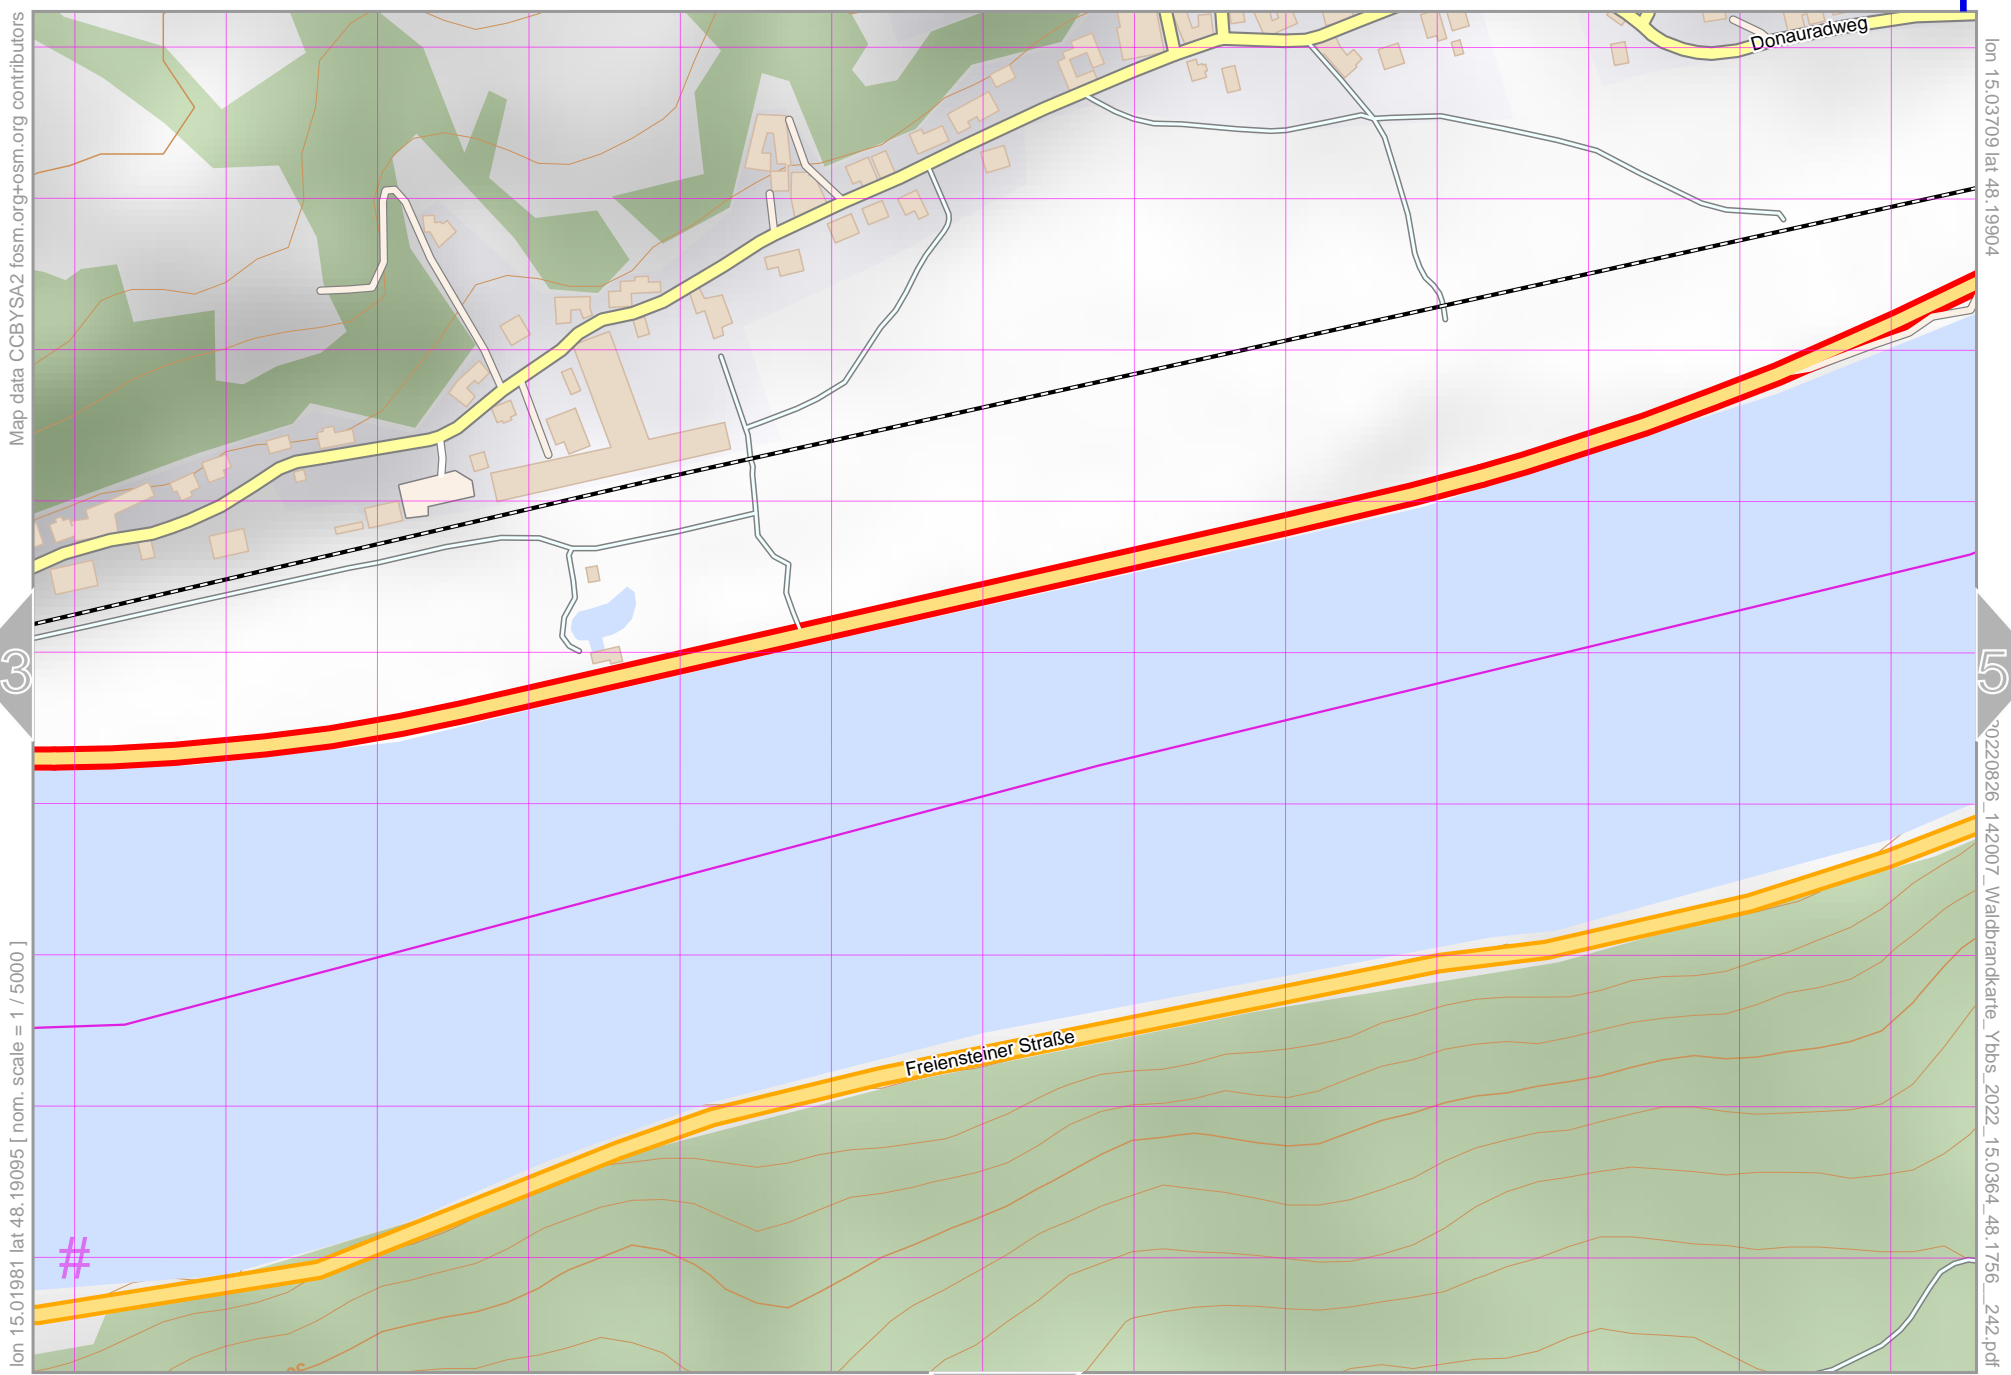 Map data CCBYSA2 fosm.org+osm.org contributors
lon 15.01981 lat 48.19095 [ nom. scale = 1 / 5000 ]
3
Donauradweg
Freiensteiner Straße
#
lon 15.03709 lat 48.19904
5
20220826_142007_Waldbrandkarte_Ybbs_2022_15.0364_48.1756__242.pdf